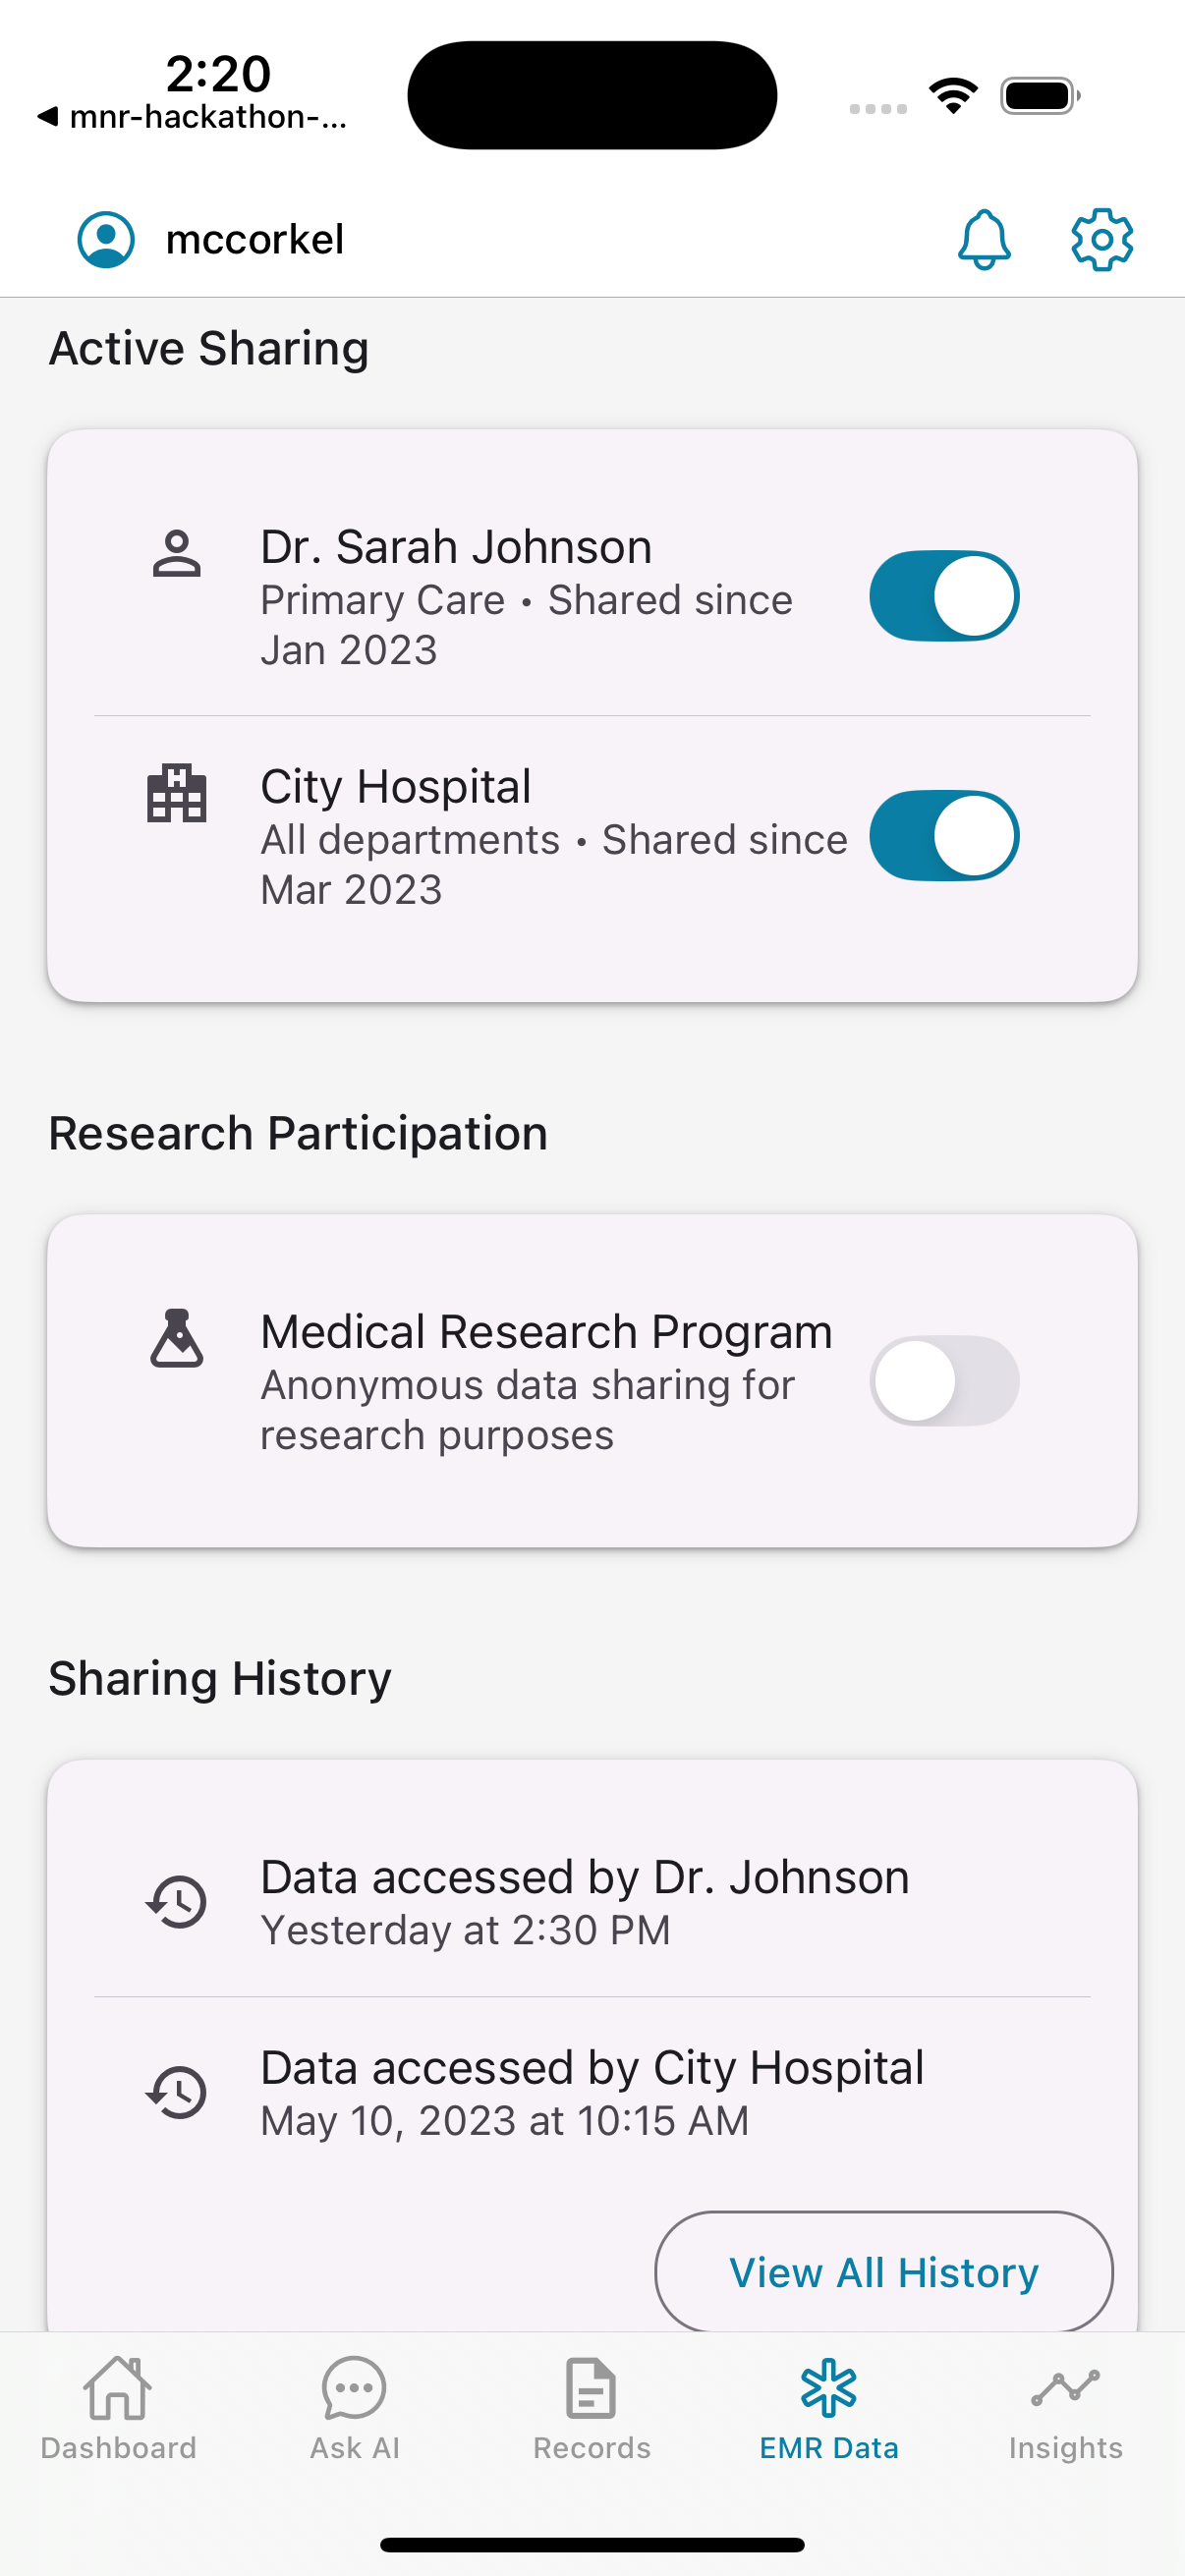 2:20
◀ mnr-hackathon-...
mccorkel
Active Sharing
Dr. Sarah Johnson
Primary Care • Shared since
Jan 2023
City Hospital
All departments • Shared since
Mar 2023
Research Participation
Medical Research Program
Anonymous data sharing for
research purposes
Sharing History
Data accessed by Dr. Johnson
Yesterday at 2:30 PM
Data accessed by City Hospital
May 10, 2023 at 10:15 AM
View All History
Dashboard
Ask AI
Records
EMR Data
Insights